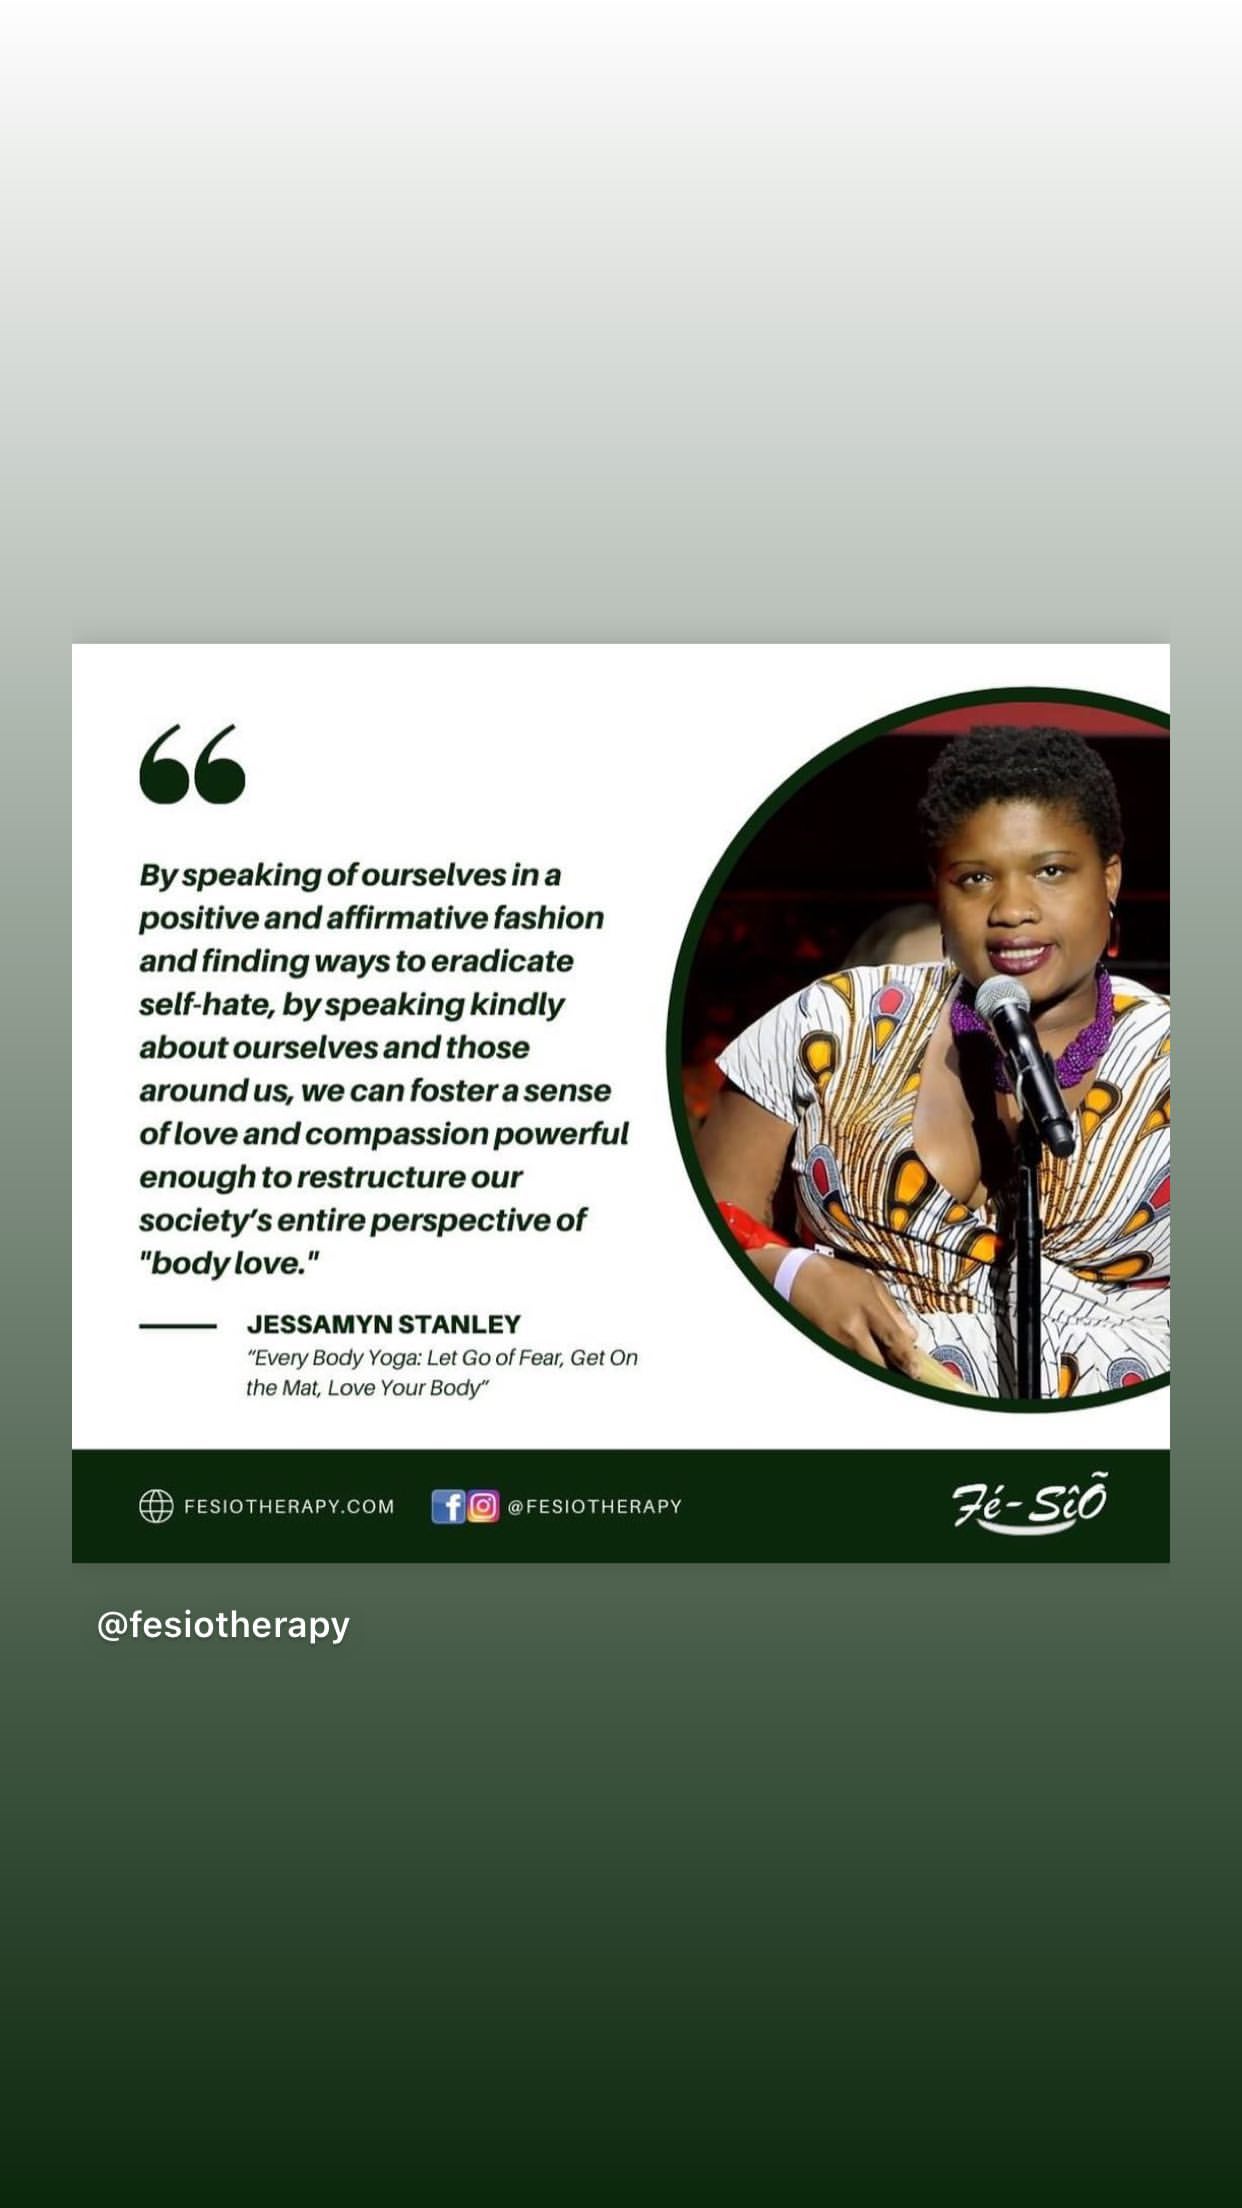 “
By speaking of ourselves in a
positive and affirmative fashion
and finding ways to eradicate
self-hate, by speaking kindly
about ourselves and those
around us, we can foster a sense
of love and compassion powerful
enough to restructure our
society’s entire perspective of
"body love."
JESSAMYN STANLEY
“Every Body Yoga: Let Go of Fear, Get On
the Mat, Love Your Body”
FESIOTHERAPY.COM @FESIOTHERAPY
Fé-SîÕ
@fesiotherapy